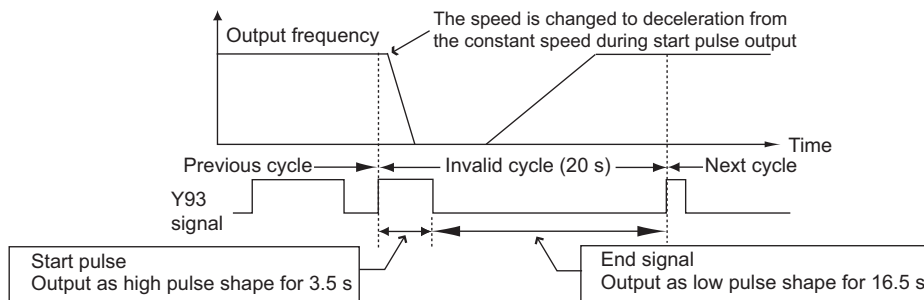 Output frequency
The speed is changed to deceleration from
the constant speed during start pulse output
Time
Previous cycle
Invalid cycle (20 s)
Next cycle
Y93
signal
Start pulse
Output as high pulse shape for 3.5 s
End signal
Output as low pulse shape for 16.5 s